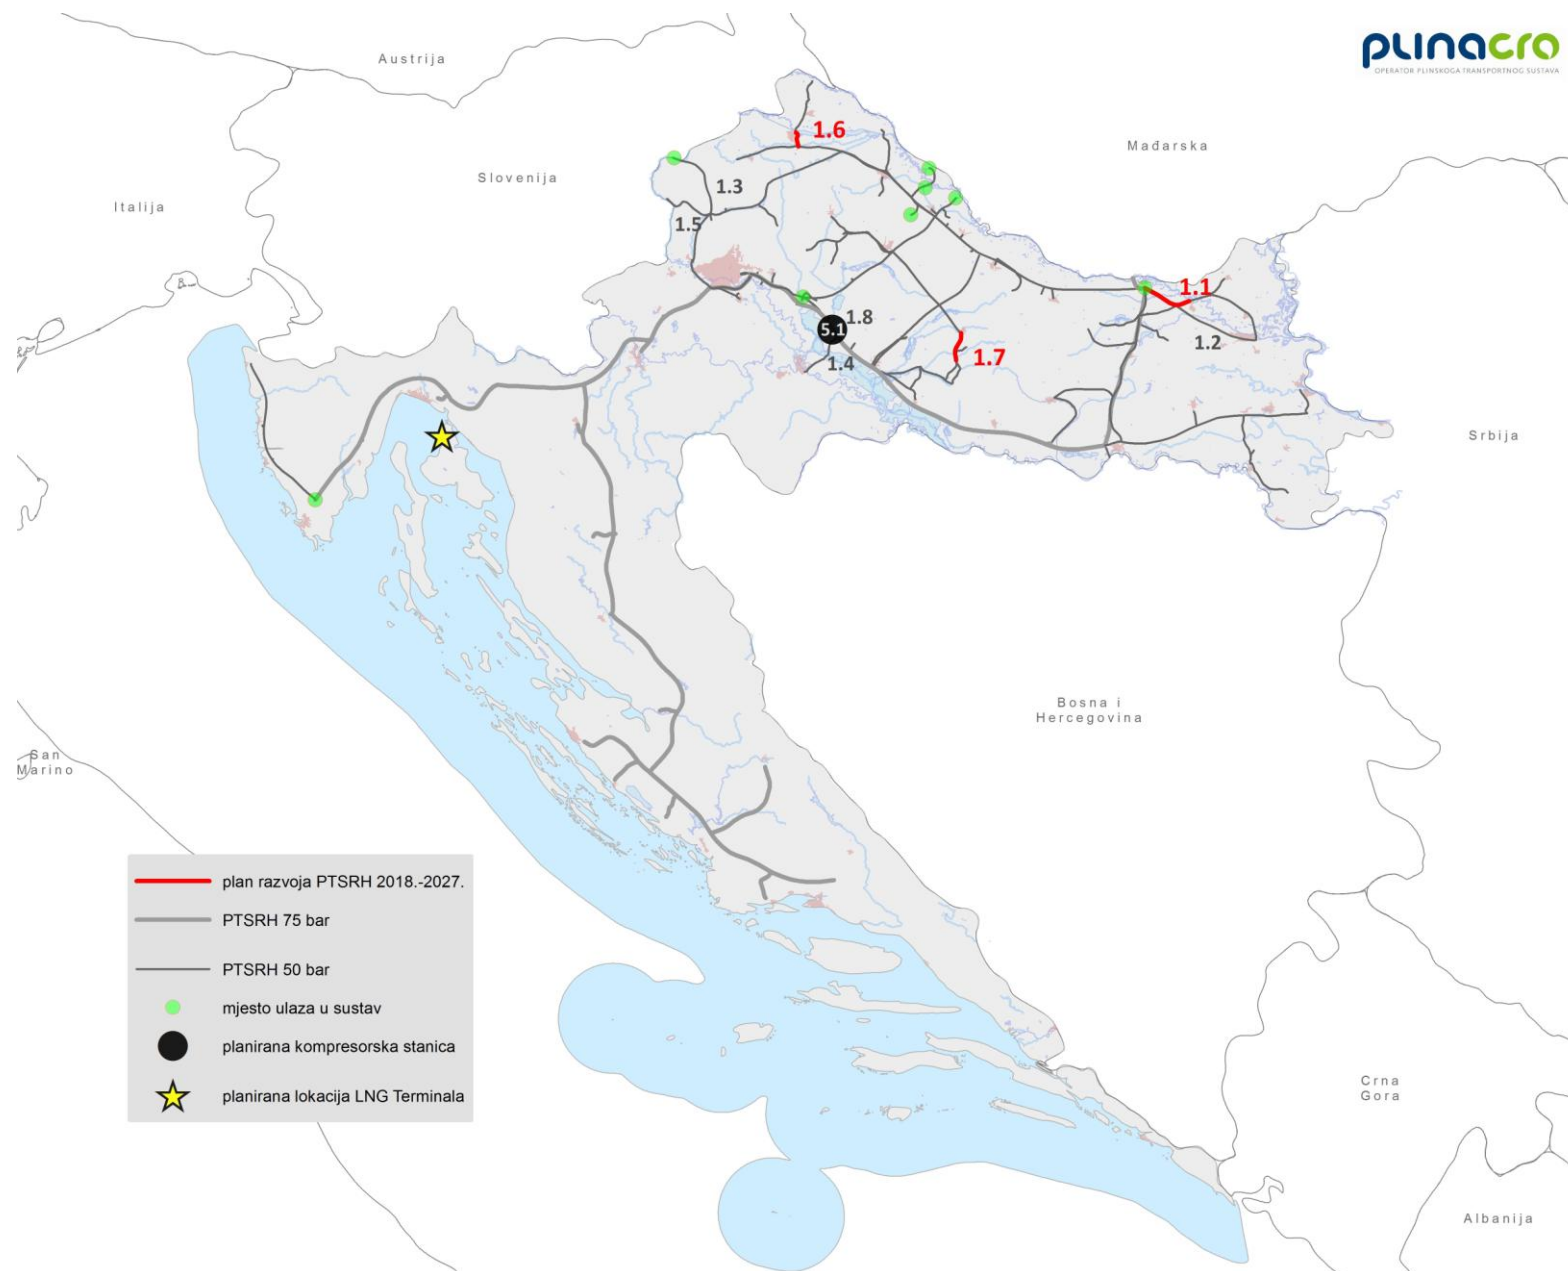 plinacro
OPERATOR PLINSKOGA TRANSPORTNOG SUSTAVA
Austrija
Mađarska
Slovenija
Italija
1.6
1.3
1.5
1.1
1.8
5.1
1.2
1.4
1.7
Srbija
Bosna i
Hercegovina
San
Marino
plan razvoja PTSRH 2018.-2027.
PTSRH 75 bar
PTSRH 50 bar
mjesto ulaza u sustav
planirana kompresorska stanica
planirana lokacija LNG Terminala
Crna
Gora
Albanija